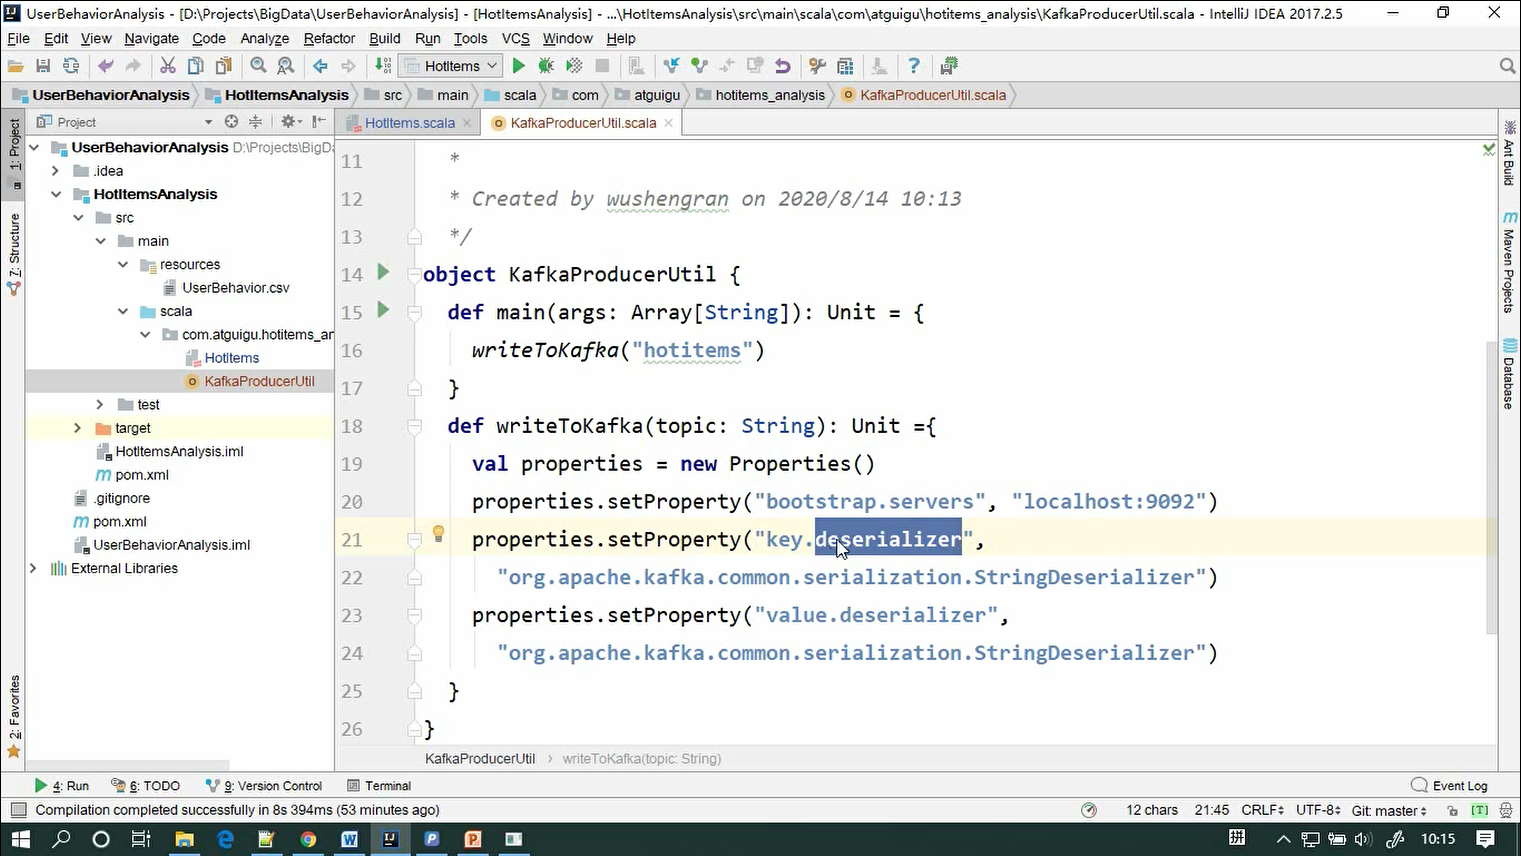 UserBehaviorAnalysis - [D:\Projects\BigData\UserBehaviorAnalysis] - [HotItemsAnalysis] - ...\HotItemsAnalysis\src\main\scala\com\atguigu\hotitems_analysis\KafkaProducerUtil.scala - IntelliJ IDEA 2017.2.5
File Edit View Navigate Code Analyze Refactor Build Run Tools VCS Window Help
HotItems
UserBehaviorAnalysis HotItemsAnalysis src main scala com atguigu hotitems_analysis KafkaProducerUtil.scala
Project
HotItems.scala
KafkaProducerUtil.scala
1: Project
7: Structure
2: Favorites
UserBehaviorAnalysis D:\Projects\BigDa
.idea
HotItemsAnalysis
src
main
resources
UserBehavior.csv
scala
com.atguigu.hotitems_an
HotItems
KafkaProducerUtil
test
target
HotItemsAnalysis.iml
pom.xml
.gitignore
pom.xml
UserBehaviorAnalysis.iml
External Libraries
11 *
12 * Created by wushengran on 2020/8/14 10:13
13 */
14 object KafkaProducerUtil {
15 def main(args: Array[String]): Unit = {
16 writeToKafka("hotitems")
17 }
18 def writeToKafka(topic: String): Unit ={
19 val properties = new Properties()
20 properties.setProperty("bootstrap.servers", "localhost:9092")
21 properties.setProperty("key.deserializer",
22 "org.apache.kafka.common.serialization.StringDeserializer")
23 properties.setProperty("value.deserializer",
24 "org.apache.kafka.common.serialization.StringDeserializer")
25 }
26 }
KafkaProducerUtil › writeToKafka(topic: String)
Ant Build
Maven Projects
Database
4: Run 6: TODO 9: Version Control Terminal Event Log
Compilation completed successfully in 8s 394ms (53 minutes ago) 12 chars 21:45 CRLF UTF-8 Git: master [T]
拼 10:15